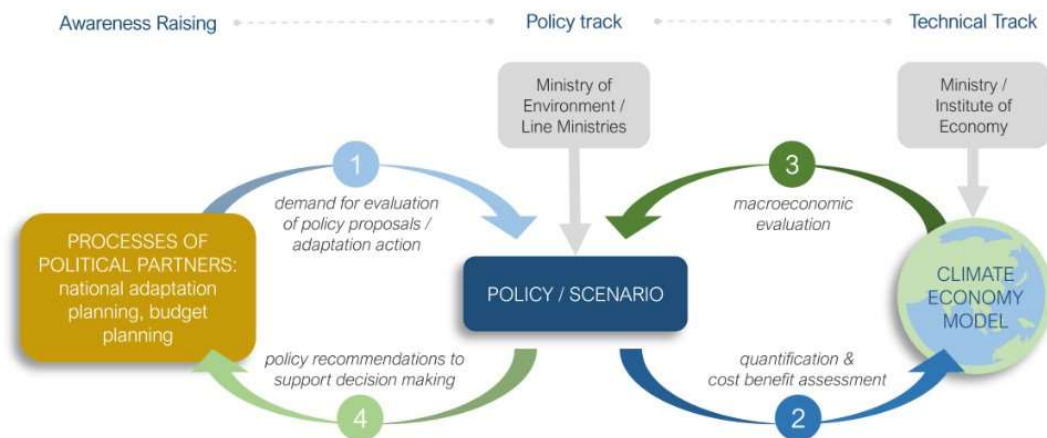 Awareness Raising
Policy track
Technical Track
Ministry of
Environment /
Line Ministries
Ministry /
Institute of
Economy
1
demand for evaluation
of policy proposals /
adaptation action
3
macroeconomic
evaluation
PROCESSES OF
POLITICAL PARTNERS:
national adaptation
planning, budget
planning
POLICY / SCENARIO
CLIMATE
ECONOMY
MODEL
policy recommendations to
support decision making
4
quantification &
cost benefit assessment
2